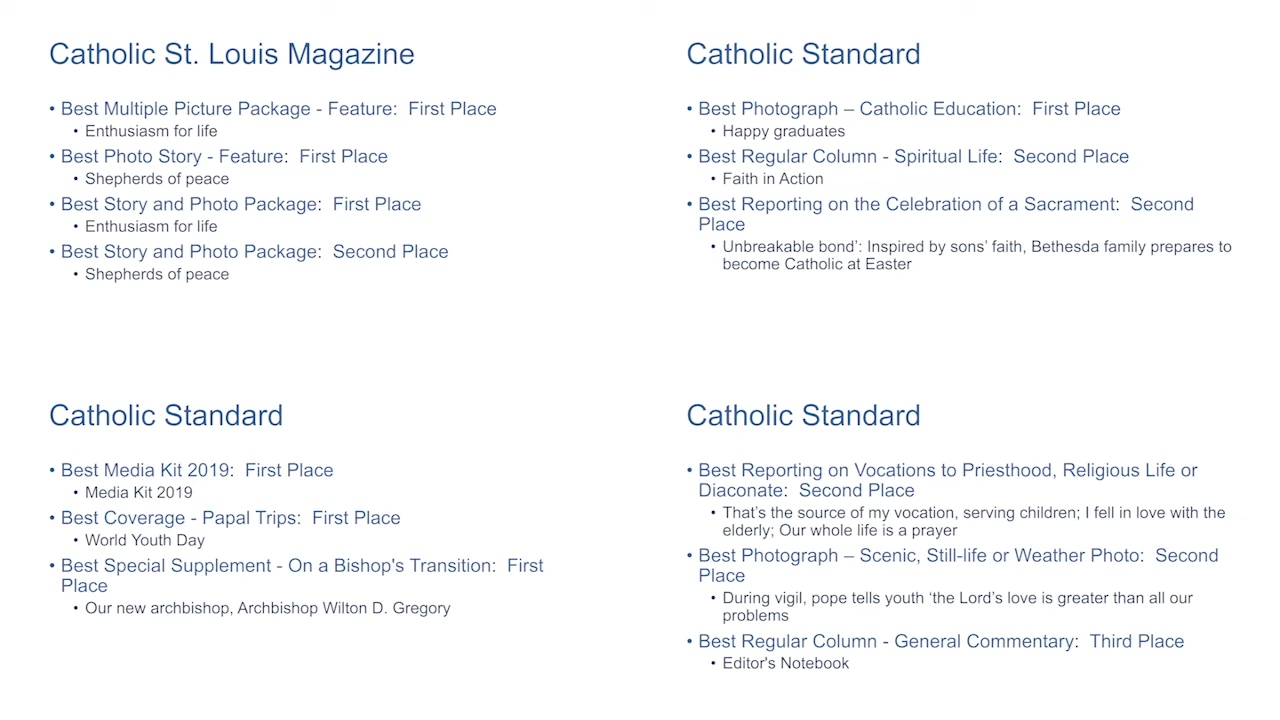 Catholic St. Louis Magazine
• Best Multiple Picture Package - Feature:  First Place
• Enthusiasm for life
• Best Photo Story - Feature:  First Place
• Shepherds of peace
• Best Story and Photo Package:  First Place
• Enthusiasm for life
• Best Story and Photo Package:  Second Place
• Shepherds of peace
Catholic Standard
• Best Photograph – Catholic Education:  First Place
• Happy graduates
• Best Regular Column - Spiritual Life:  Second Place
• Faith in Action
• Best Reporting on the Celebration of a Sacrament:  Second
Place
• Unbreakable bond’: Inspired by sons’ faith, Bethesda family prepares to
become Catholic at Easter
Catholic Standard
• Best Media Kit 2019:  First Place
• Media Kit 2019
• Best Coverage - Papal Trips:  First Place
• World Youth Day
• Best Special Supplement - On a Bishop's Transition:  First
Place
• Our new archbishop, Archbishop Wilton D. Gregory
Catholic Standard
• Best Reporting on Vocations to Priesthood, Religious Life or
Diaconate:  Second Place
• That’s the source of my vocation, serving children; I fell in love with the
elderly; Our whole life is a prayer
• Best Photograph – Scenic, Still-life or Weather Photo:  Second
Place
• During vigil, pope tells youth ‘the Lord’s love is greater than all our
problems
• Best Regular Column - General Commentary:  Third Place
• Editor's Notebook